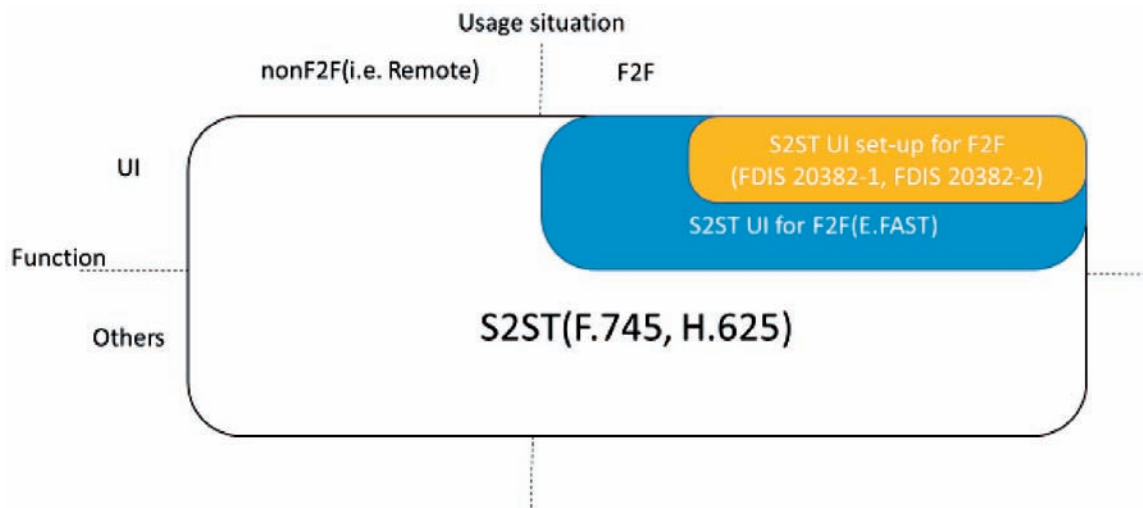 Usage situation
nonF2F(i.e. Remote)
F2F
UI
S2ST UI set-up for F2F
(FDIS 20382-1, FDIS 20382-2)
S2ST UI for F2F(E.FAST)
Function
Others
S2ST(F.745, H.625)